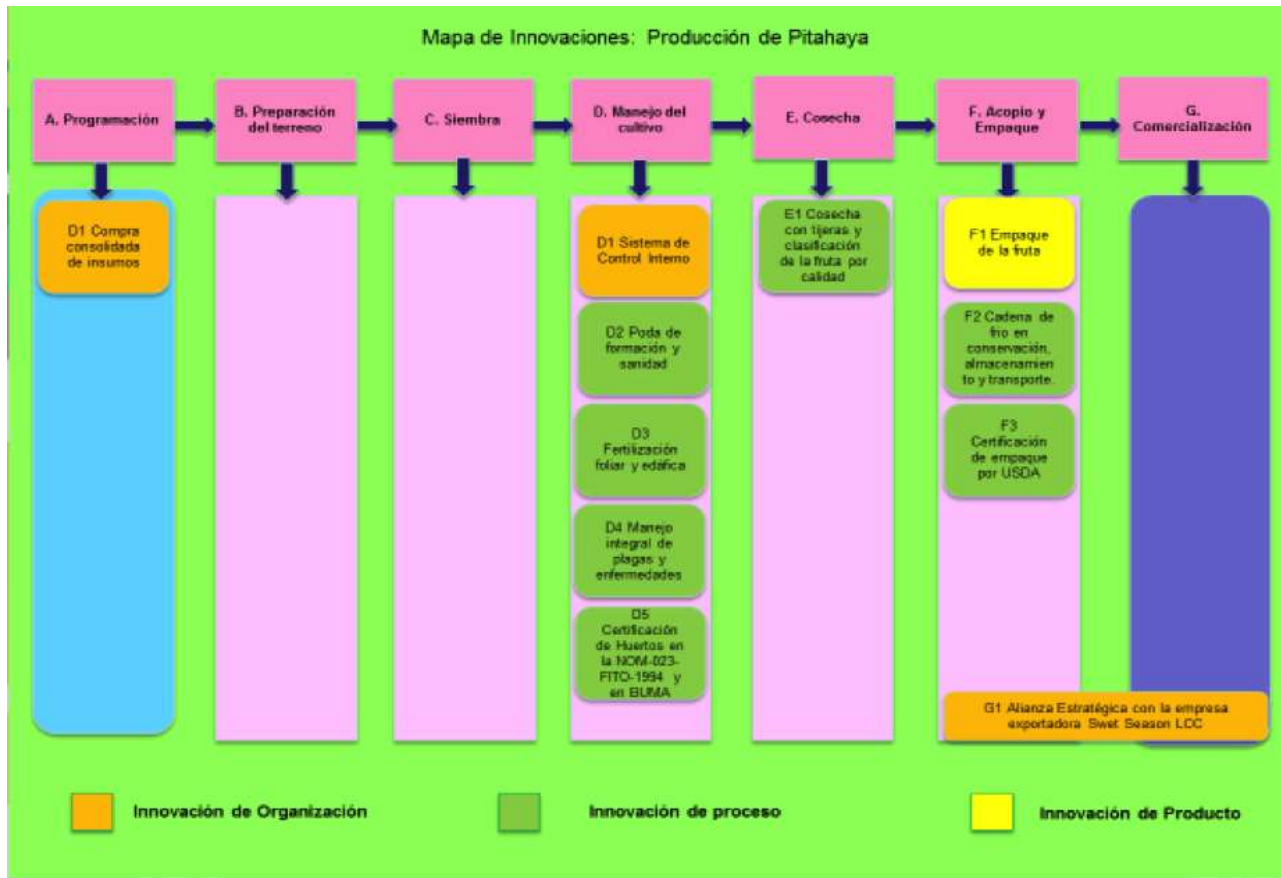 Mapa de Innovaciones: Producción de Pitahaya
A. Programación
B. Preparación
del terreno
C. Siembra
D. Manejo del
cultivo
E. Cosecha
F. Acopio y
Empaque
G.
Comercialización
D1 Compra
consolidada
de insumos
D1 Sistema de
Control Interno
D2 Poda de
formación y
sanidad
D3
Fertilización
foliar y edáfica
D4 Manejo
integral de
plagas y
enfermedades
D5
Certificación
de Huertos en
la NOM-023-
FITO-1994 y
en BUMA
E1 Cosecha
con tijeras y
clasificación
de la fruta por
calidad
F1 Empaque
de la fruta
F2 Cadena de
frio en
conservación,
almacenamien
to y transporte.
F3
Certificación
de empaque
por USDA
G1 Alianza Estratégica con la empresa
exportadora Swet Season LCC
Innovación de Organización
Innovación de proceso
Innovación de Producto